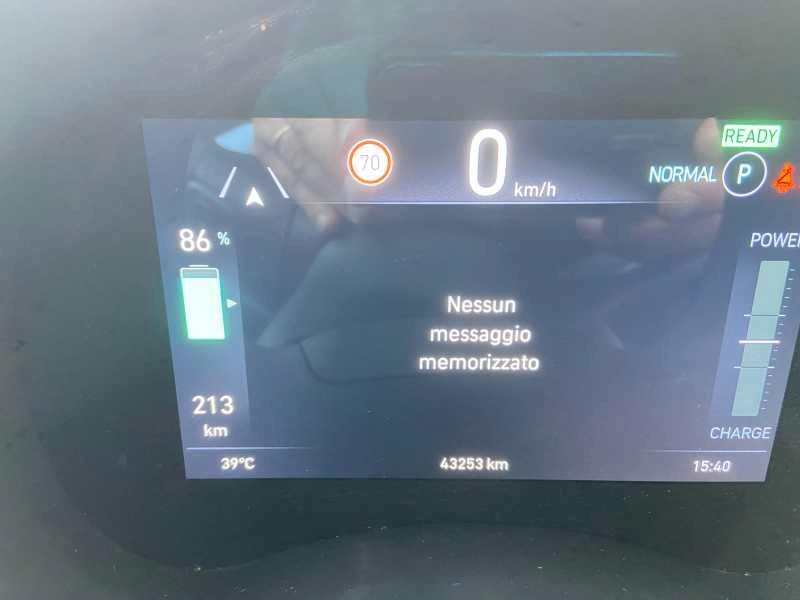 70
0 km/h
READY
NORMAL P
86 %
POWER
Nessun
messaggio
memorizzato
213
km
CHARGE
39°C
43253 km
15:40